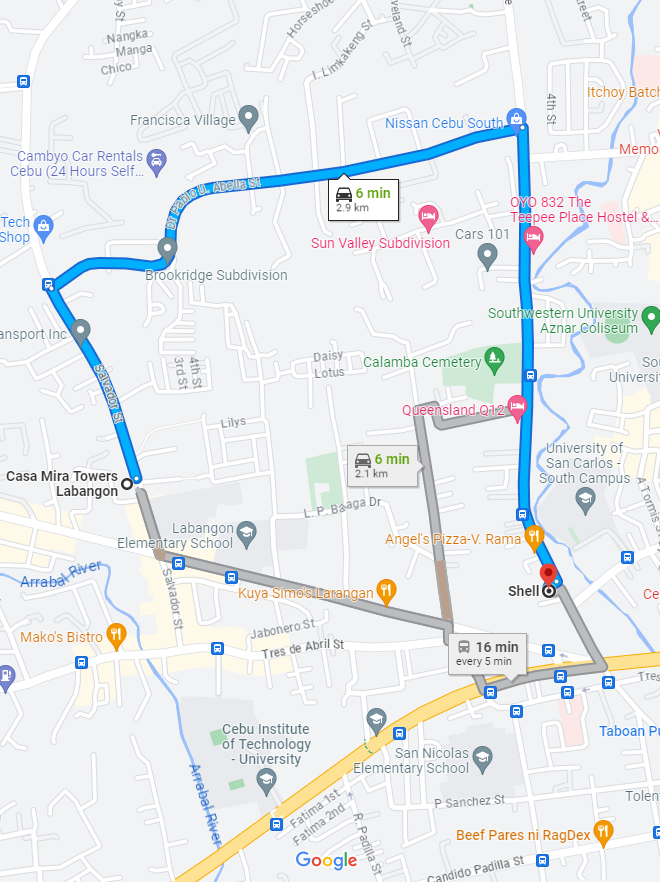 Nangka
Manga
Chico
Horseshoe
I. Limkakeng St
4th St
Francisca Village
Nissan Cebu South
Itchoy Batch
Cambyo Car Rentals
Cebu (24 Hours Self...
Memo
Dr Pablo U. Abella St
6 min
2.9 km
OYO 832 The
Teepee Place Hostel &...
Tech
Shop
Sun Valley Subdivision
Cars 101
Brookridge Subdivision
Southwestern University
Aznar Coliseum
ansport Inc
Salvador St
4th St
3rd St
Daisy
Lotus
Calamba Cemetery
Sou
Universit
Lilys
Queensland Q12
6 min
2.1 km
University of
San Carlos -
South Campus
Casa Mira Towers
Labangon
A Tormis St
L. P. Baaga Dr
Labangon
Elementary School
Angel's Pizza-V. Rama
Arrabal River
Salvador St
Kuya Simo's Larangan
Shell
Ce
Mako's Bistro
Jabonero St
Tres de Abril St
16 min
every 5 min
Tres
Cebu Institute
of Technology
- University
Taboan Pu
San Nicolas
Elementary School
Arrabal River
Fatima 1st
Fatima 2nd
R. Padilla St
P Sanchez St
Tolent
Beef Pares ni RagDex
Google
Candido Padilla St